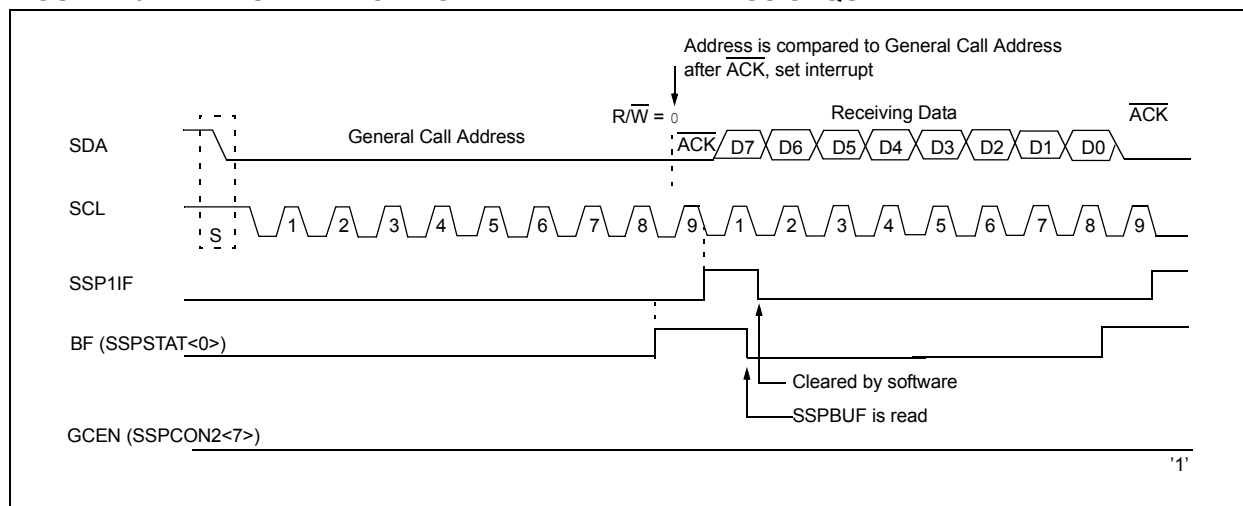 Address is compared to General Call Address
after ACK, set interrupt
R/W = 0
General Call Address
Receiving Data
ACK
SDA
ACK
D7 D6 D5 D4 D3 D2 D1 D0
SCL
S
1 2 3 4 5 6 7 8 9 1 2 3 4 5 6 7 8 9
SSP1IF
BF (SSPSTAT<0>)
Cleared by software
SSPBUF is read
GCEN (SSPCON2<7>)
'1'